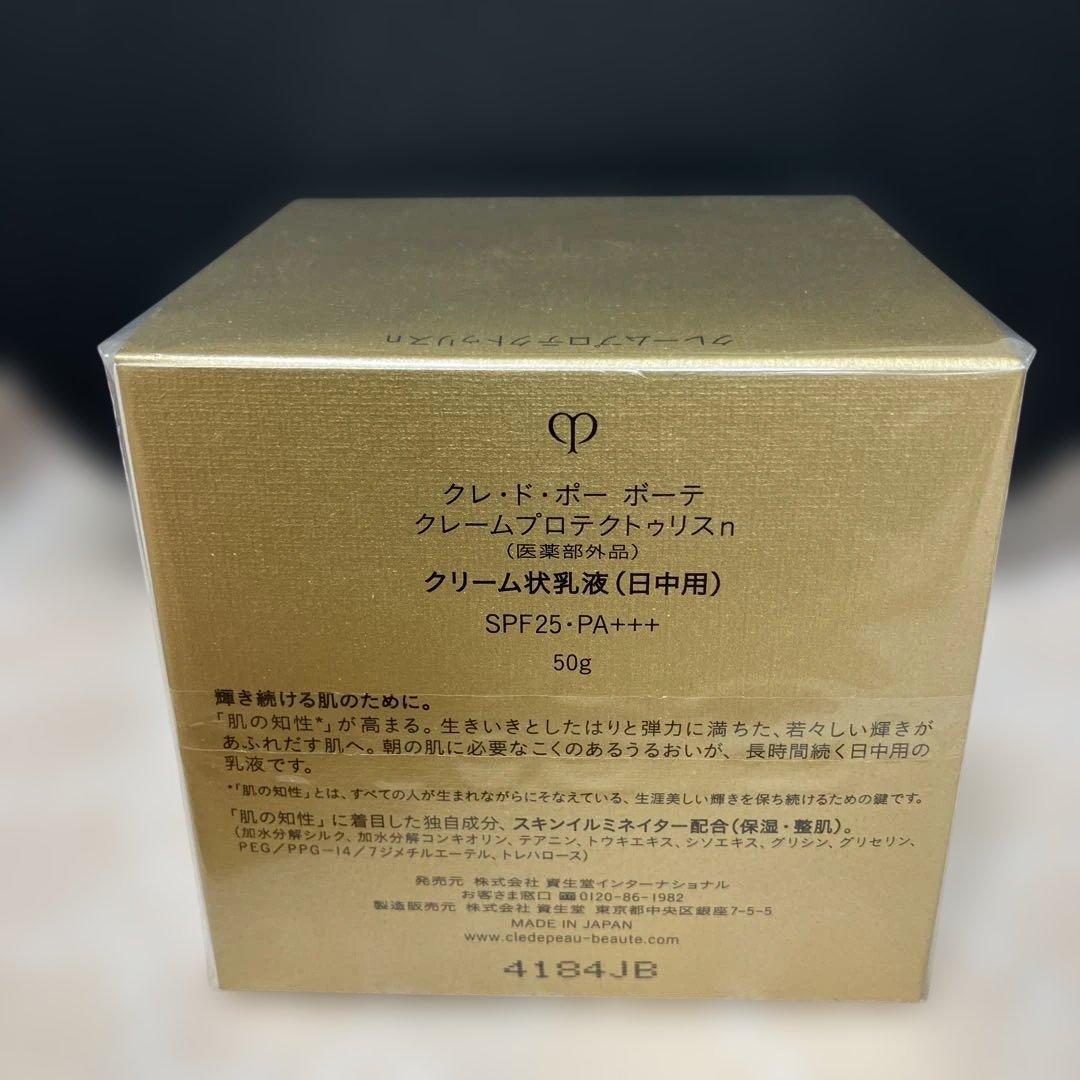 クレームプロテクトゥリスn
クレ・ド・ポー ボーテ
クレームプロテクトゥリスn
（医薬部外品）
クリーム状乳液（日中用）
SPF25・PA+++
50g
輝き続ける肌のために。
「肌の知性*」が高まる。生きいきとしたはりと弾力に満ちた、若々しい輝きが
あふれだす肌へ。朝の肌に必要なこくのあるうるおいが、長時間続く日中用の
乳液です。
*「肌の知性」とは、すべての人が生まれながらにそなえている、生涯美しい輝きを保ち続けるための鍵です。
「肌の知性」に着目した独自成分、スキンイルミネイター配合（保湿・整肌）。
（加水分解シルク、加水分解コンキオリン、テアニン、トウキエキス、シソエキス、グリシン、グリセリン、
PEG／PPG-14／7ジメチルエーテル、トレハロース）
発売元 株式会社 資生堂インターナショナル
お客さま窓口 0120-86-1982
製造販売元 株式会社 資生堂 東京都中央区銀座7-5-5
MADE IN JAPAN
www.cledepeau-beaute.com
4184JB